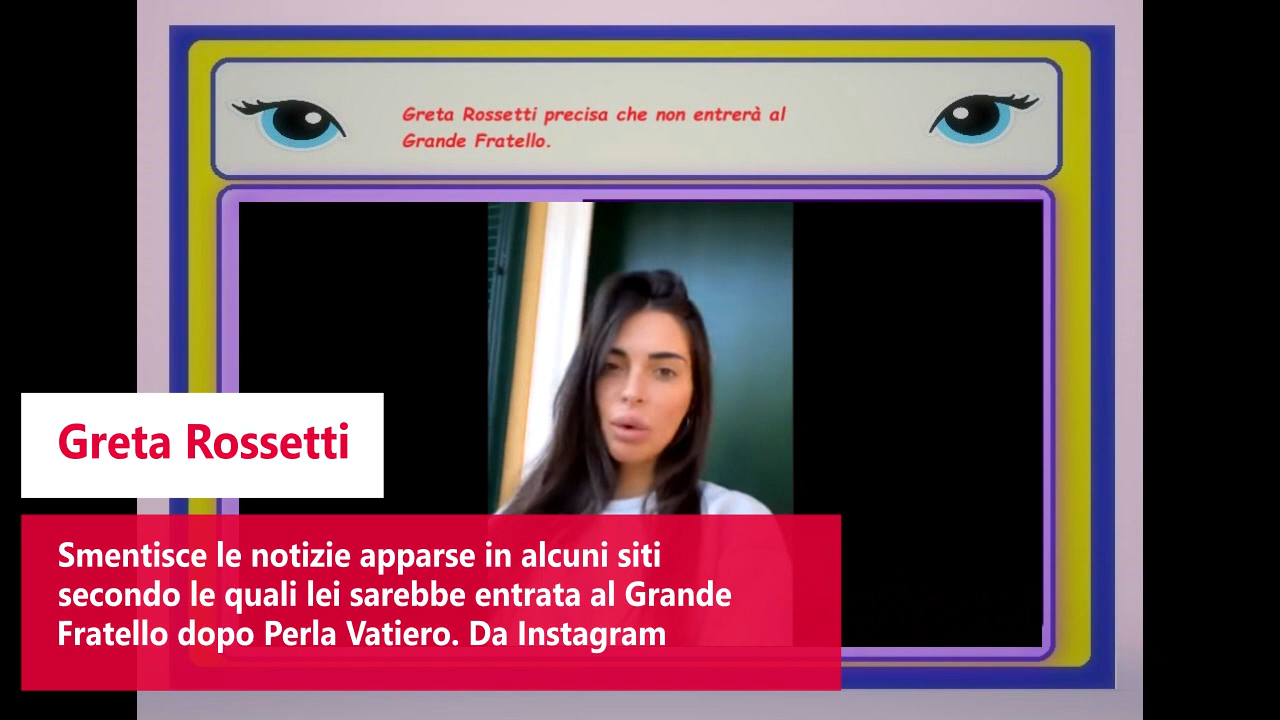 Greta Rossetti precisa che non entrerà al
Grande Fratello.
Greta Rossetti
Smentisce le notizie apparse in alcuni siti
secondo le quali lei sarebbe entrata al Grande
Fratello dopo Perla Vatiero. Da Instagram